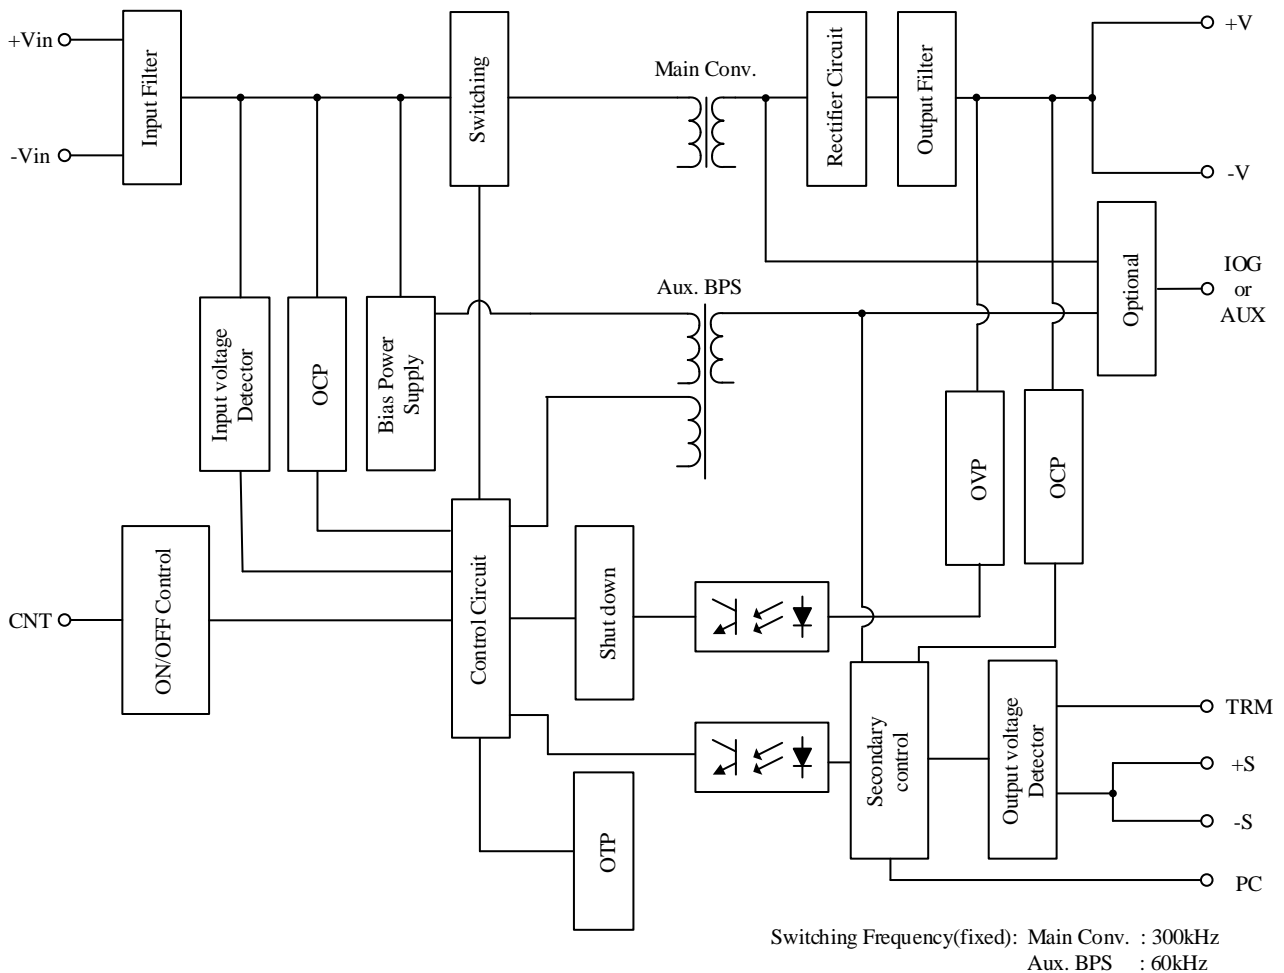 +Vin
-Vin
Input Filter
Switching
Main Conv.
Rectifier Circuit
Output Filter
+V
-V
Input voltage
Detector
OCP
Bias Power
Supply
Aux. BPS
Optional
IOG
or
AUX
OVP
OCP
CNT
ON/OFF Control
Control Circuit
Shut down
OTP
Secondary
control
Output voltage
Detector
TRM
+S
-S
PC
Switching Frequency(fixed): Main Conv. : 300kHz
Aux. BPS : 60kHz